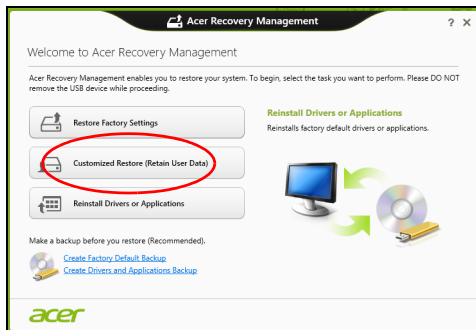 Acer Recovery Management
? X
Welcome to Acer Recovery Management
Acer Recovery Management enables you to restore your system. To begin, select the task you want to perform. Please DO NOT
remove the USB device while proceeding.
Restore Factory Settings
Customized Restore (Retain User Data)
Reinstall Drivers or Applications
Reinstall Drivers or Applications
Reinstalls factory default drivers or applications.
Make a backup before you restore (Recommended).
Create Factory Default Backup
Create Drivers and Applications Backup
acer